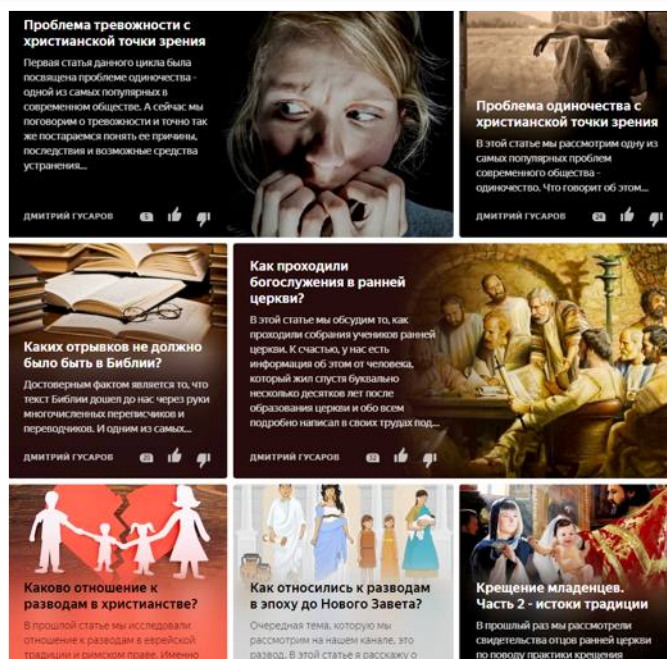 Проблема тревожности с
христианской точки зрения
Первая статья данного цикла была
посвящена проблеме одиночества -
одной из самых популярных в
современном обществе. А сейчас мы
поговорим о тревожности и точно так
же постараемся понять ее причины,
последствия и возможные средства
устранения...
ДМИТРИЙ ГУСАРОВ 5
Проблема одиночества с
христианской точки зрения
В этой статье мы рассмотрим одну из
самых популярных проблем
современного общества -
одиночество. Что говорит об этом...
ДМИТРИЙ ГУСАРОВ 24
Каких отрывков не должно
было быть в Библии?
Достоверным фактом является то, что
текст Библии дошел до нас через руки
многочисленных переписчиков и
переводчиков. И одним из самых...
ДМИТРИЙ ГУСАРОВ
Как проходили
богослужения в ранней
церкви?
В этой статье мы обсудим то, как
проходили собрания учеников ранней
церкви. К счастью, у нас есть
информация об этом от человека,
который жил спустя буквально
несколько десятков лет после
образования церкви и обо всем
подробно написал в своих трудах под...
ДМИТРИЙ ГУСАРОВ 32
Каково отношение к
разводам в христианстве?
В прошлой статье мы исследовали
отношение к разводам в еврейской
традиции и римском праве. Именно
Как относились к разводам
в эпоху до Нового Завета?
Очередная тема, которую мы
рассмотрим на нашем канале, это
развод. В этой статье я расскажу о
Крещение младенцев.
Часть 2 - истоки традиции
В прошлый раз мы рассмотрели
свидетельства отцов ранней церкви
по поводу практики крещения